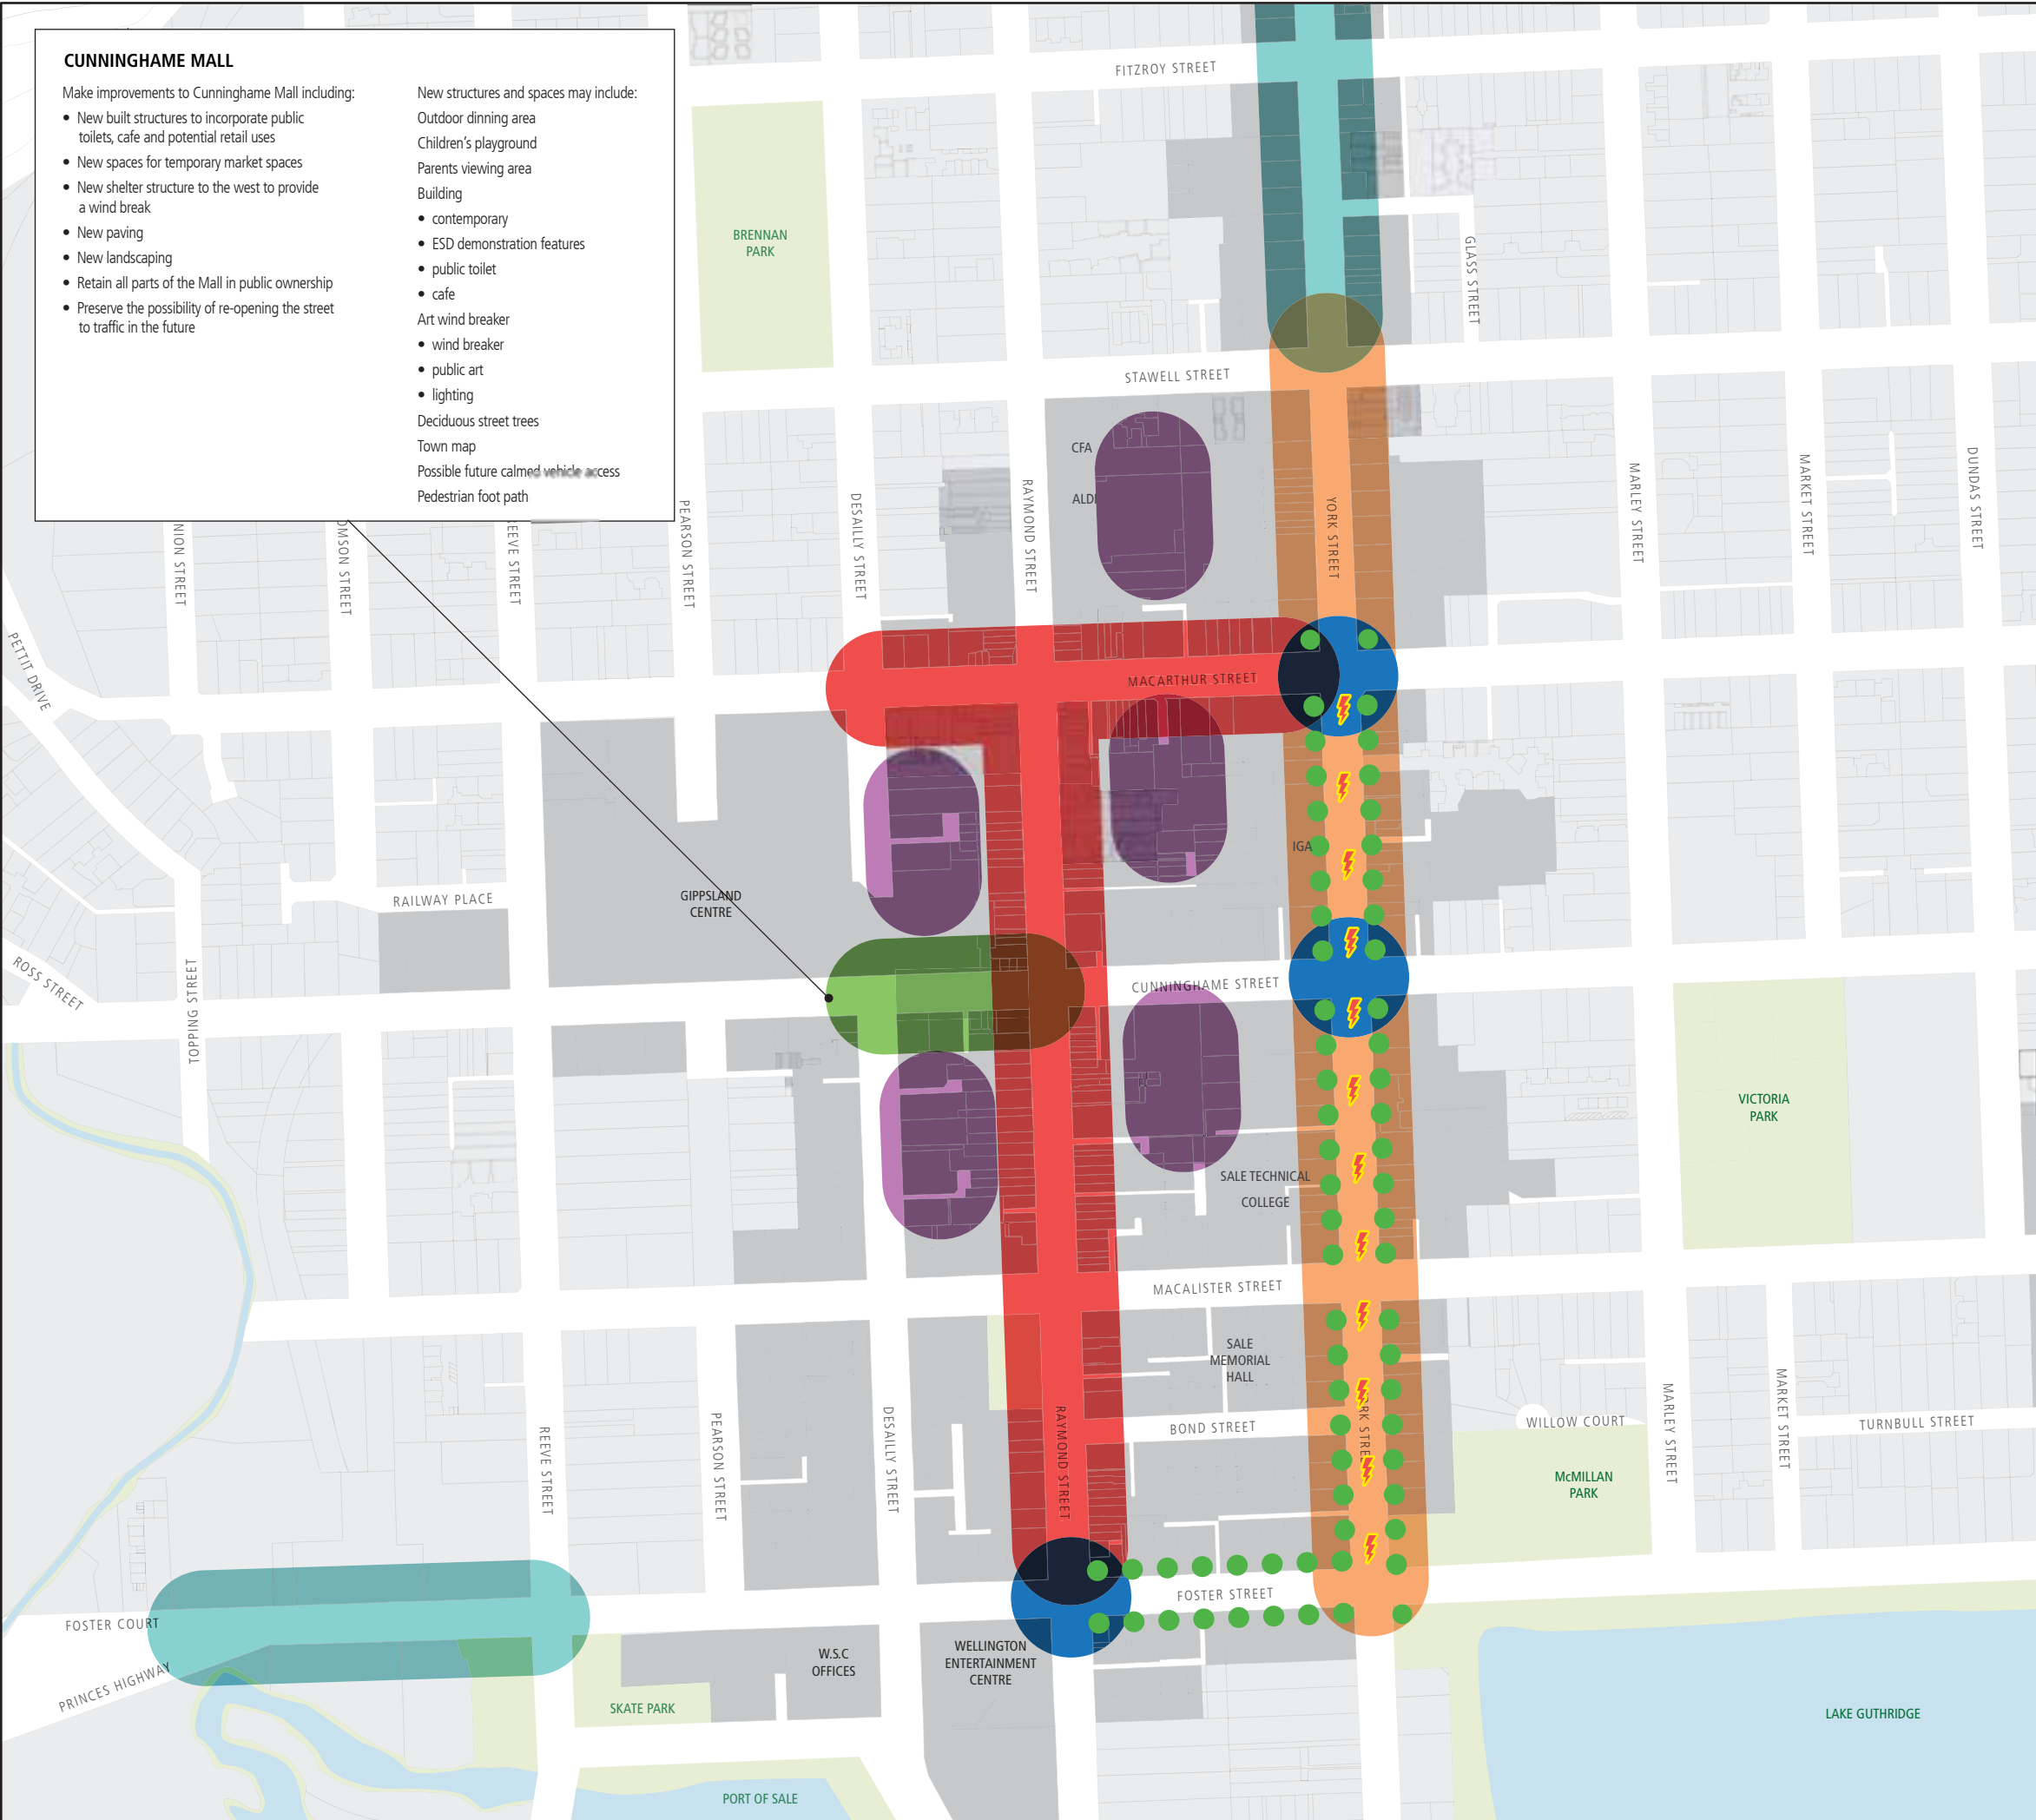 CUNNINGHAME MALL
Make improvements to Cunninghame Mall including:
• New built structures to incorporate public
toilets, cafe and potential retail uses
• New spaces for temporary market spaces
• New shelter structure to the west to provide
a wind break
• New paving
• New landscaping
• Retain all parts of the Mall in public ownership
• Preserve the possibility of re-opening the street
to traffic in the future
New structures and spaces may include:
Outdoor dinning area
Children's playground
Parents viewing area
Building
• contemporary
• ESD demonstration features
• public toilet
• cafe
Art wind breaker
• wind breaker
• public art
• lighting
Deciduous street trees
Town map
Possible future calmed vehicle access
Pedestrian foot path
FITZROY STREET
BRENNAN
PARK
GLASS STREET
STAWELL STREET
CFA
ALDI
NION STREET
OMSON STREET
REEVE STREET
PEARSON STREET
DESAILLY STREET
RAYMOND STREET
YORK STREET
MARLEY STREET
MARKET STREET
DUNDAS STREET
PETTIT DRIVE
MACARTHUR STREET
IGA
GIPPSLAND
CENTRE
RAILWAY PLACE
ROSS STREET
TOPPING STREET
CUNNINGHAME STREET
VICTORIA
PARK
SALE TECHNICAL
COLLEGE
MACALISTER STREET
SALE
MEMORIAL
HALL
BOND STREET
WILLOW COURT
TURNBULL STREET
REEVE STREET
PEARSON STREET
DESAILLY STREET
RAYMOND STREET
RK STREET
MARLEY STREET
MARKET STREET
McMILLAN
PARK
FOSTER STREET
FOSTER COURT
PRINCES HIGHWAY
W.S.C
OFFICES
WELLINGTON
ENTERTAINMENT
CENTRE
SKATE PARK
LAKE GUTHRIDGE
PORT OF SALE